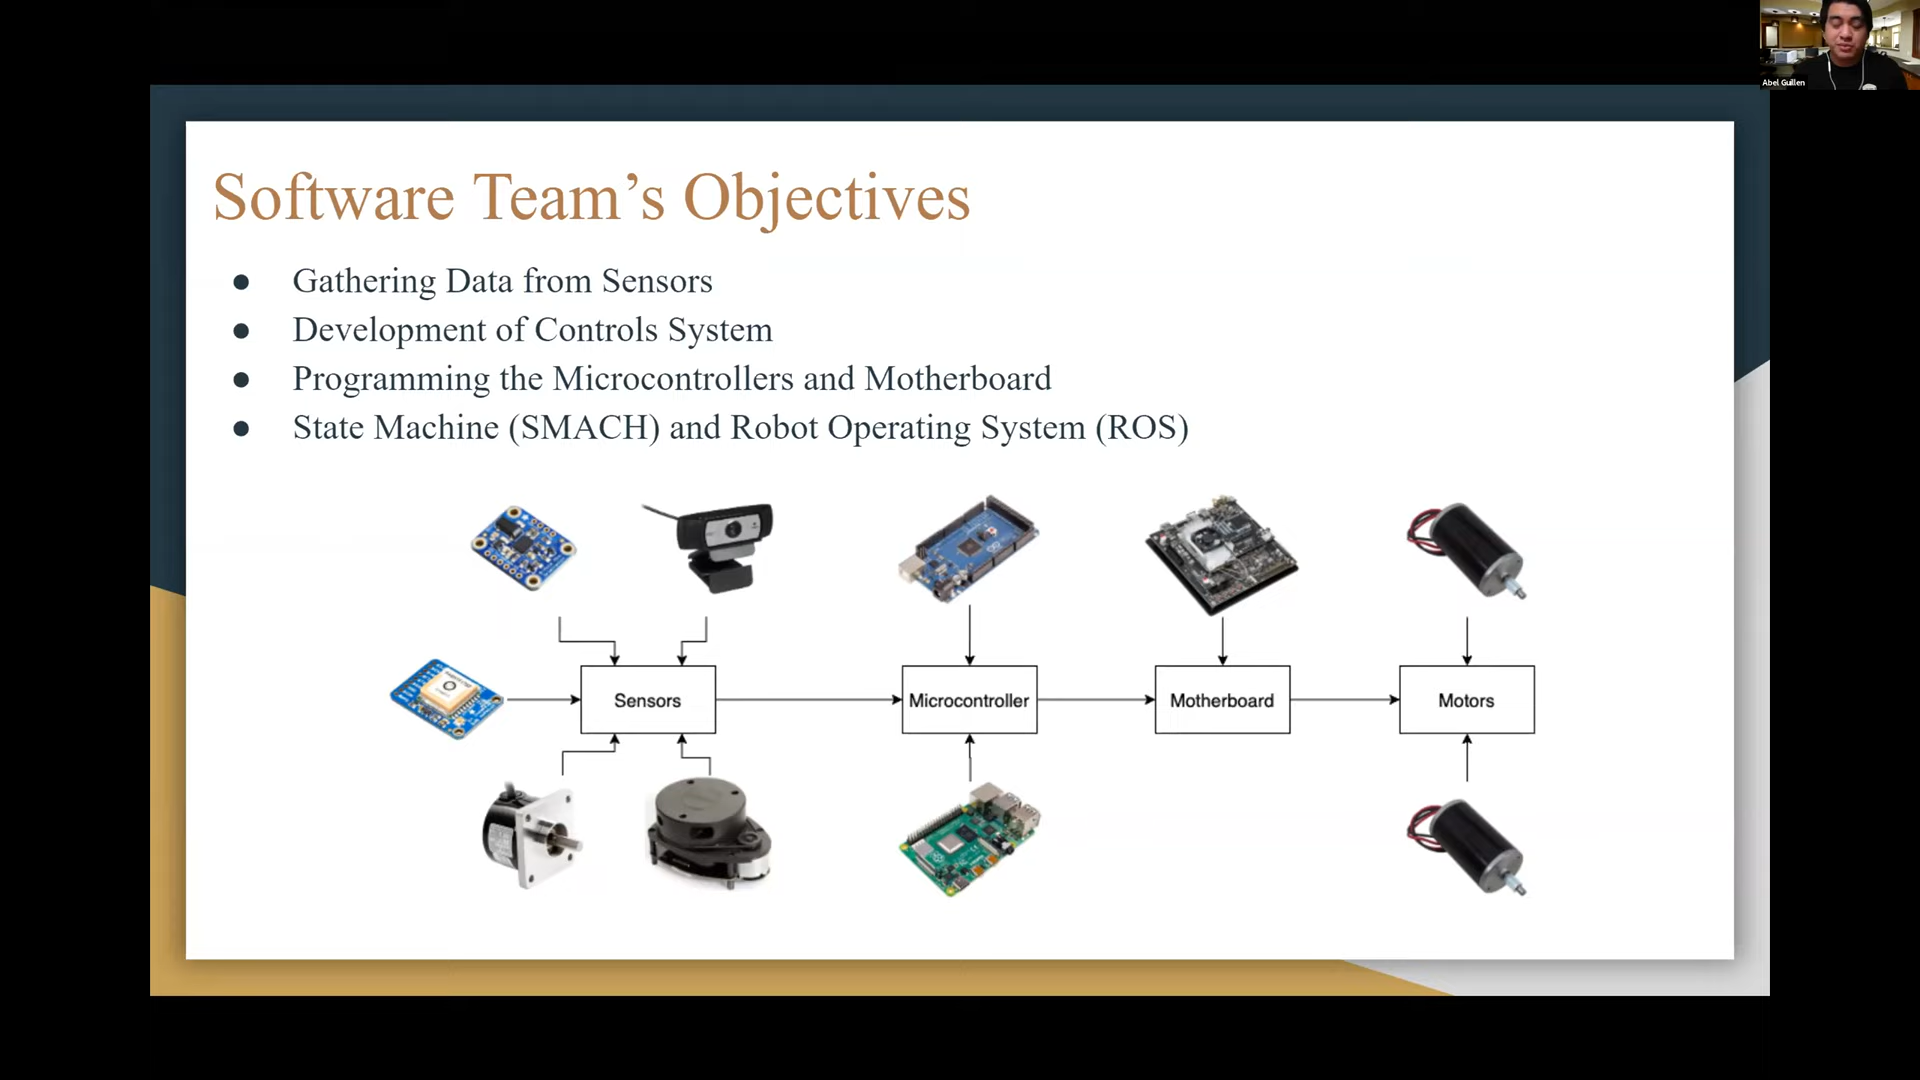 Abel Guillen
Software Team’s Objectives
● Gathering Data from Sensors
● Development of Controls System
● Programming the Microcontrollers and Motherboard
● State Machine (SMACH) and Robot Operating System (ROS)
Sensors
Microcontroller
Motherboard
Motors